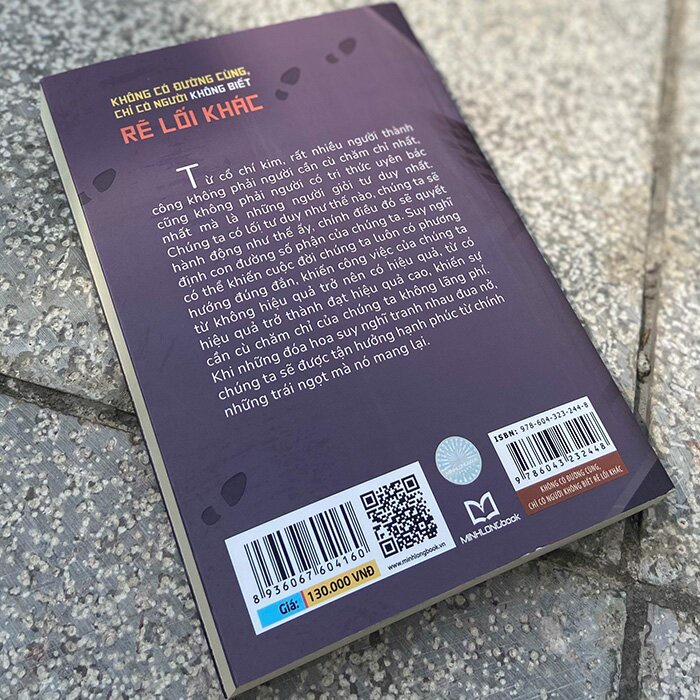 KHÔNG CÓ ĐƯỜNG CÙNG,
CHỈ CÓ NGƯỜI KHÔNG BIẾT
RẼ LỐI KHÁC
Từ cổ chí kim, rất nhiều người thành
công không phải người cần cù chăm chỉ nhất,
cũng không phải người có tri thức uyên bác
nhất mà là những người giỏi tư duy nhất.
Chúng ta có lối tư duy như thế nào, chúng ta sẽ
hành động như thế ấy, chính điều đó sẽ quyết
định con đường số phận của chúng ta. Suy nghĩ
có thể khiến cuộc đời chúng ta luôn có phương
hướng đúng đắn, khiến công việc của chúng ta
từ không hiệu quả trở nên có hiệu quả, từ có
hiệu quả trở thành đạt hiệu quả cao, khiến sự
cần cù chăm chỉ của chúng ta không lãng phí.
Khi những đóa hoa suy nghĩ tranh nhau đua nở,
chúng ta sẽ được tận hưởng hạnh phúc từ chính
những trái ngọt mà nó mang lại.
8 936067 604160
Giá: 130.000 VNĐ
www.minhlongbook.vn
MINHLONGbook
MINHLONGbook
ISBN: 978-604-323-244-8
9 786043 232448
KHÔNG CÓ ĐƯỜNG CÙNG,
CHỈ CÓ NGƯỜI KHÔNG BIẾT RẼ LỐI KHÁC